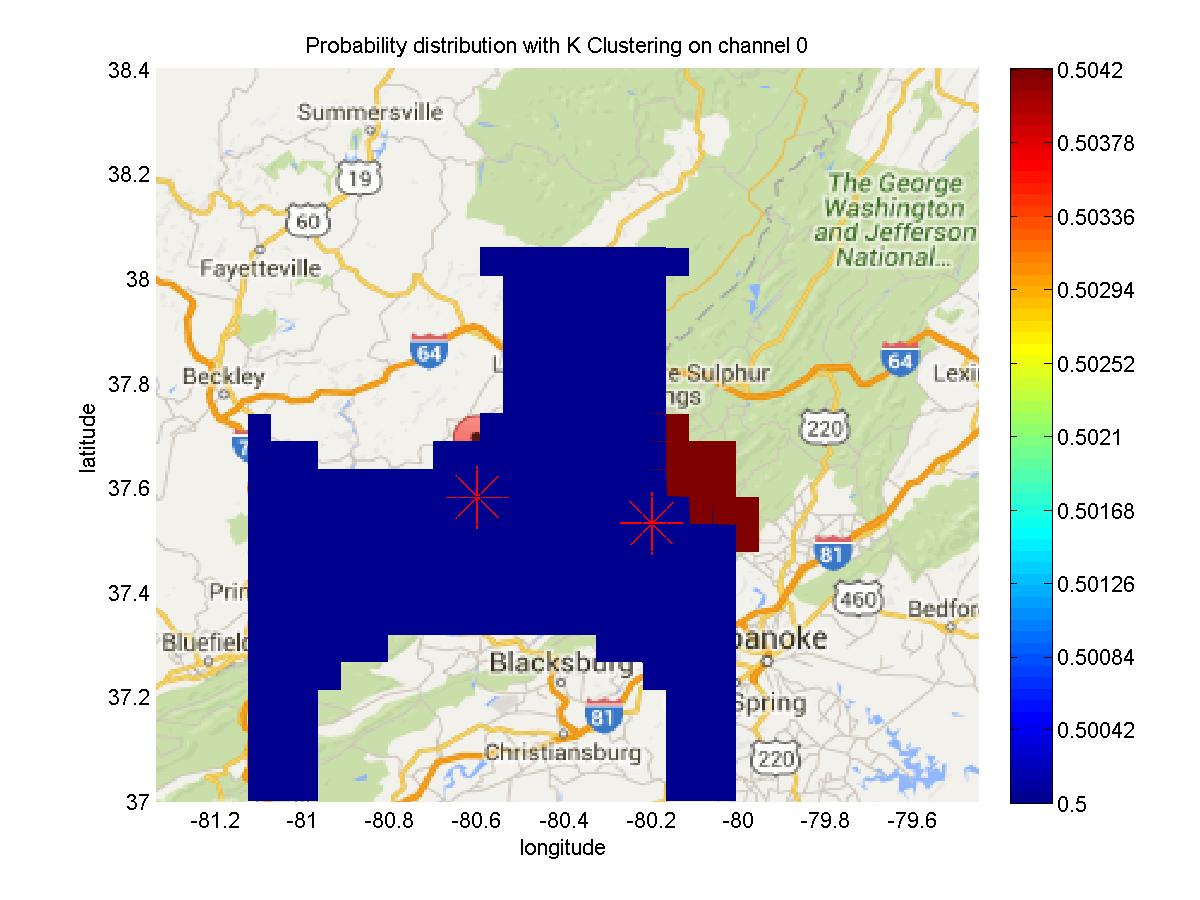 Probability distribution with K Clustering on channel 0
38.4
38.2
38
37.8
37.6
37.4
37.2
37
latitude
-81.2
-81
-80.8
-80.6
-80.4
-80.2
-80
-79.8
-79.6
longitude
0.5042
0.50378
0.50336
0.50294
0.50252
0.5021
0.50168
0.50126
0.50084
0.50042
0.5
Summersville
19
60
Fayetteville
The George
Washington
and Jefferson
National...
64
64
Beckley
L
e Sulphur
ngs
Lexi
220
7
81
Prin
460
Bedfor
Bluefield
Blacksburg
oanoke
81
Spring
Christiansburg
220